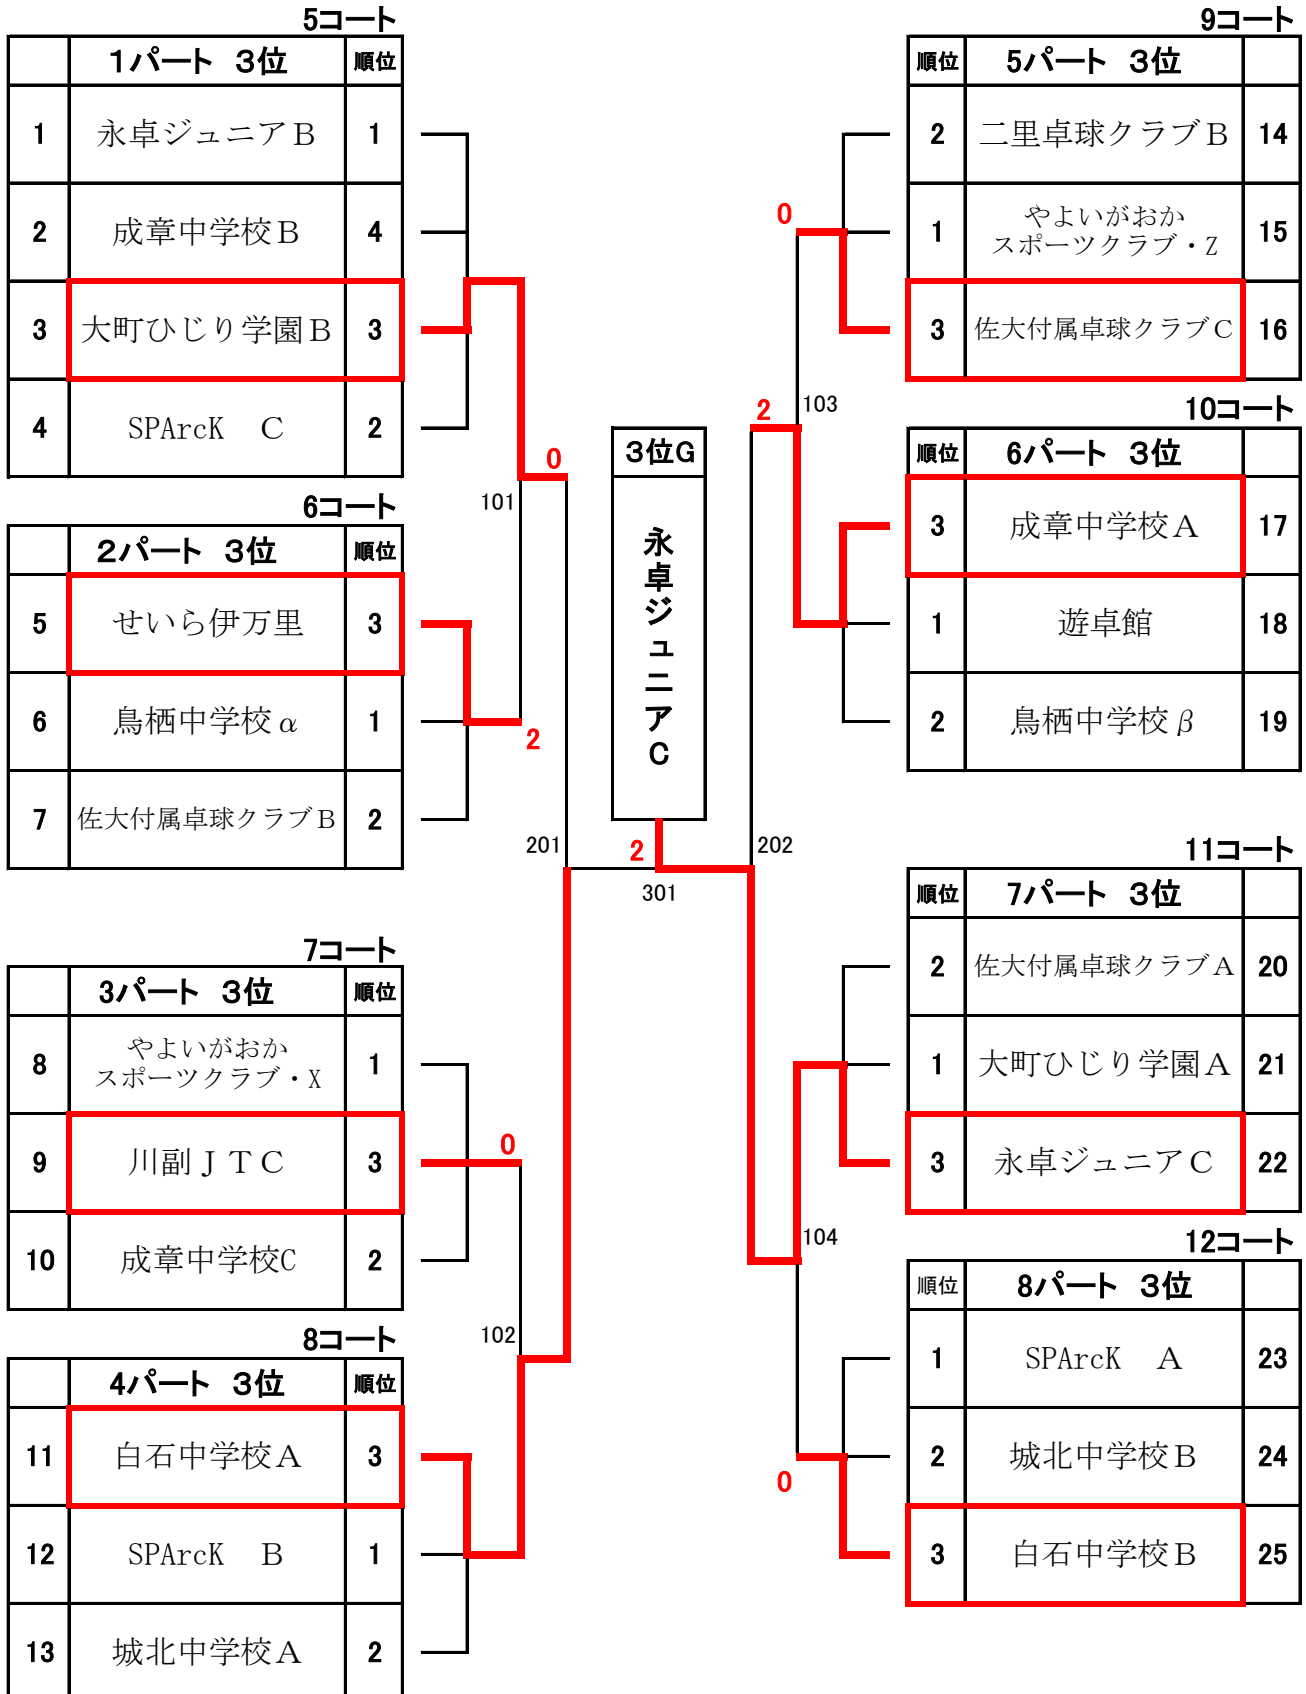 5コート
1パート 3位 順位
1 永卓ジュニアB 1
2 成章中学校B 4
3 大町ひじり学園B 3
4 SPArcK C 2
6コート
2パート 3位 順位
5 せいら伊万里 3
6 鳥栖中学校α 1
7 佐大付属卓球クラブB 2
7コート
3パート 3位 順位
8 やよいがおか
スポーツクラブ・X 1
9 川副JTC 3
10 成章中学校C 2
8コート
4パート 3位 順位
11 白石中学校A 3
12 SPArcK B 1
13 城北中学校A 2
0
101
2
201
0
102
3位G
永卓ジュニアC
2
301
0
2
103
202
104
0
9コート
順位 5パート 3位
2 二里卓球クラブB 14
1 やよいがおか
スポーツクラブ・Z 15
3 佐大付属卓球クラブC 16
10コート
順位 6パート 3位
3 成章中学校A 17
1 遊卓館 18
2 鳥栖中学校β 19
11コート
順位 7パート 3位
2 佐大付属卓球クラブA 20
1 大町ひじり学園A 21
3 永卓ジュニアC 22
12コート
順位 8パート 3位
1 SPArcK A 23
2 城北中学校B 24
3 白石中学校B 25